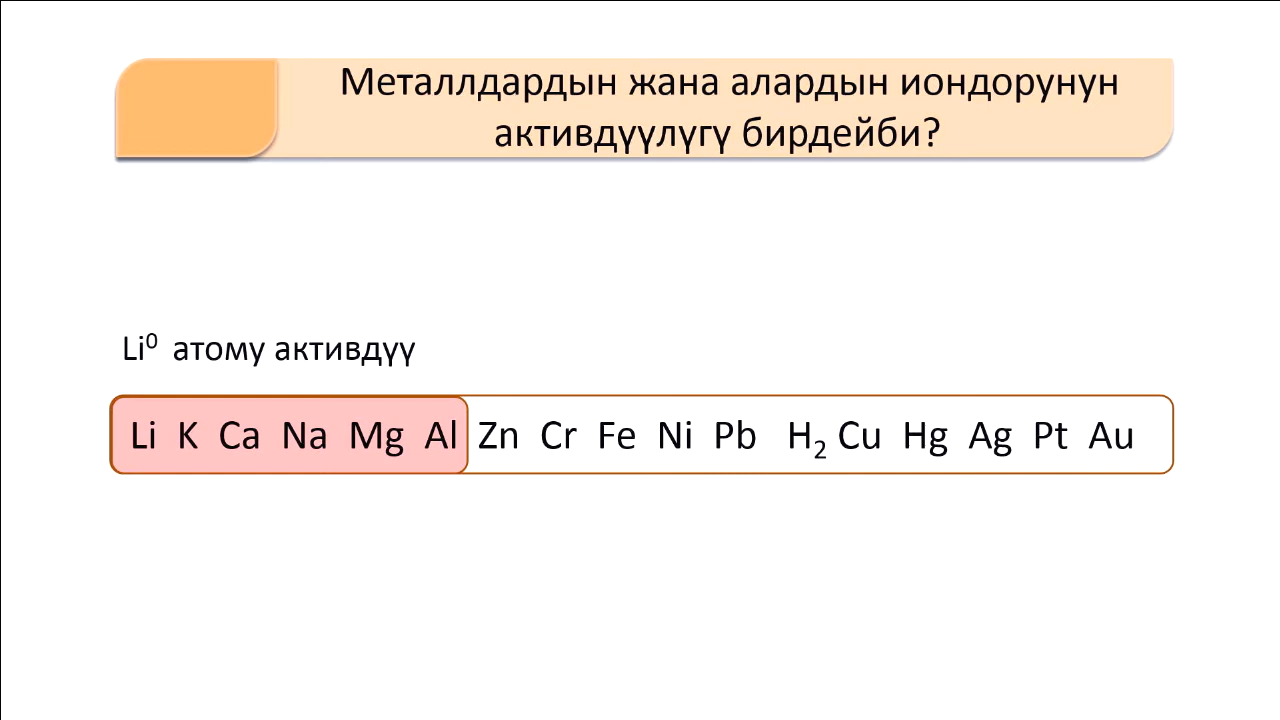 Металлдардын жана алардын иондорунун
активдүүлүгү бирдейби?
Li⁰ атому активдүү
Li K Ca Na Mg Al Zn Cr Fe Ni Pb H₂ Cu Hg Ag Pt Au